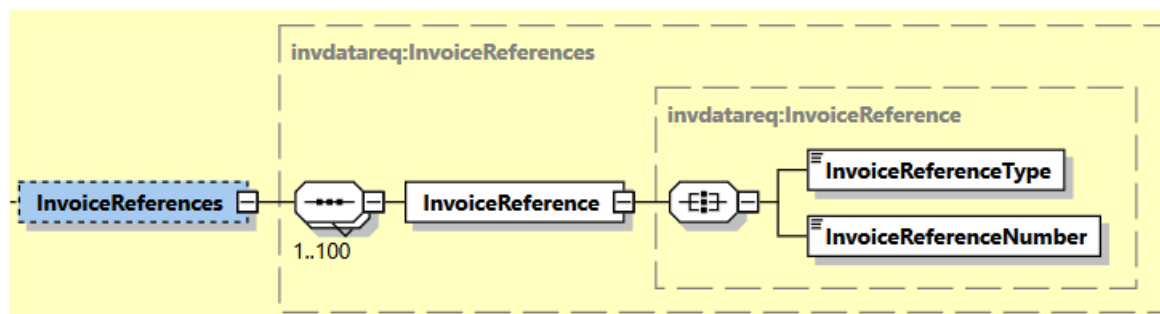 invdatareq:InvoiceReferences
invdatareq:InvoiceReference
InvoiceReferenceType
InvoiceReferences
InvoiceReference
InvoiceReferenceNumber
1..100